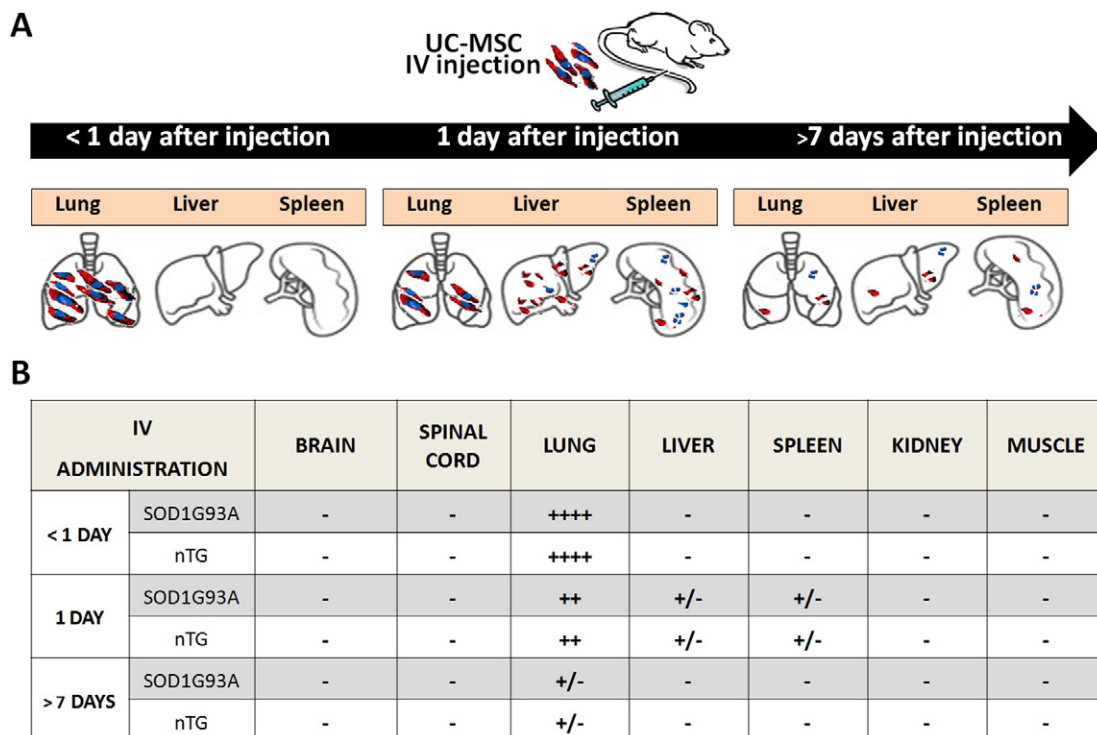 A
UC-MSC
IV injection
< 1 day after injection 1 day after injection >7 days after injection
Lung Liver Spleen Lung Liver Spleen Lung Liver Spleen
B
IV ADMINISTRATION BRAIN SPINAL CORD LUNG LIVER SPLEEN KIDNEY MUSCLE
< 1 DAY SOD1G93A - - ++++ - - - -
nTG - - ++++ - - - -
1 DAY SOD1G93A - - ++ +/- +/- - -
nTG - - ++ +/- +/- - -
> 7 DAYS SOD1G93A - - +/- - - - -
nTG - - +/- - - - -